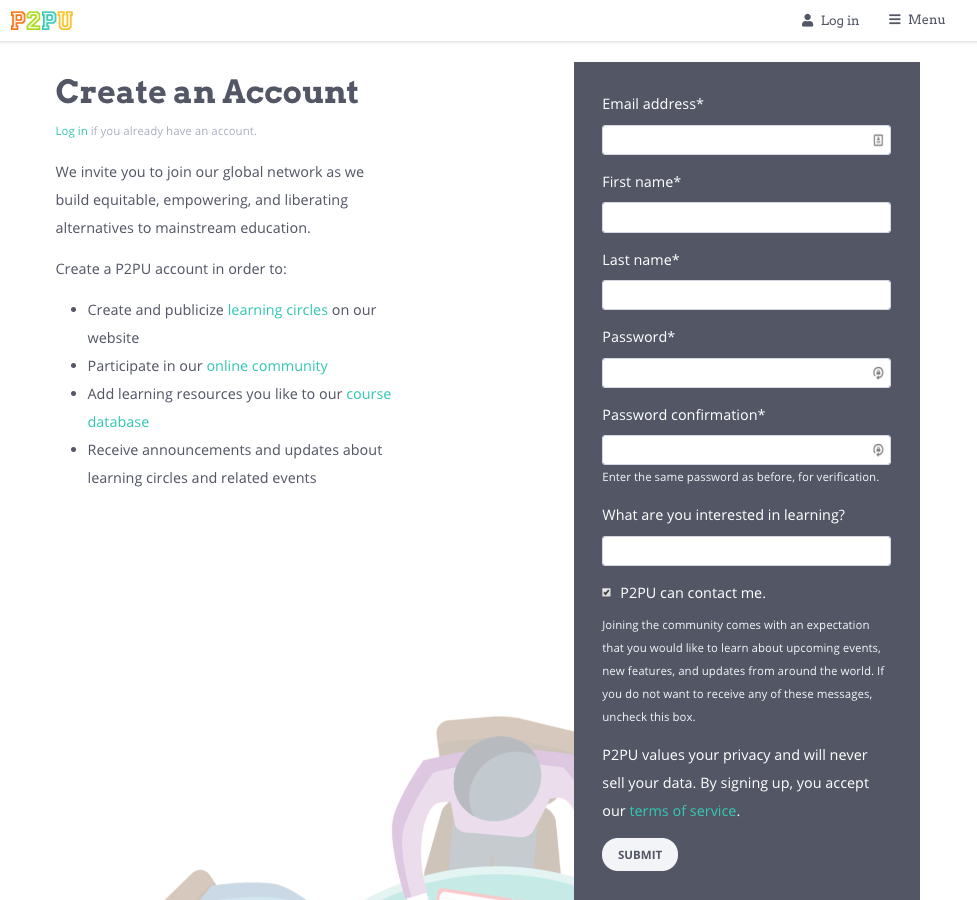 P2PU
Log in
Menu
Create an Account
Log in if you already have an account.
We invite you to join our global network as we
build equitable, empowering, and liberating
alternatives to mainstream education.
Create a P2PU account in order to:
Create and publicize learning circles on our
website
Participate in our online community
Add learning resources you like to our course
database
Receive announcements and updates about
learning circles and related events
Email address*
First name*
Last name*
Password*
Password confirmation*
Enter the same password as before, for verification.
What are you interested in learning?
P2PU can contact me.
Joining the community comes with an expectation
that you would like to learn about upcoming events,
new features, and updates from around the world. If
you do not want to receive any of these messages,
uncheck this box.
P2PU values your privacy and will never
sell your data. By signing up, you accept
our terms of service.
SUBMIT